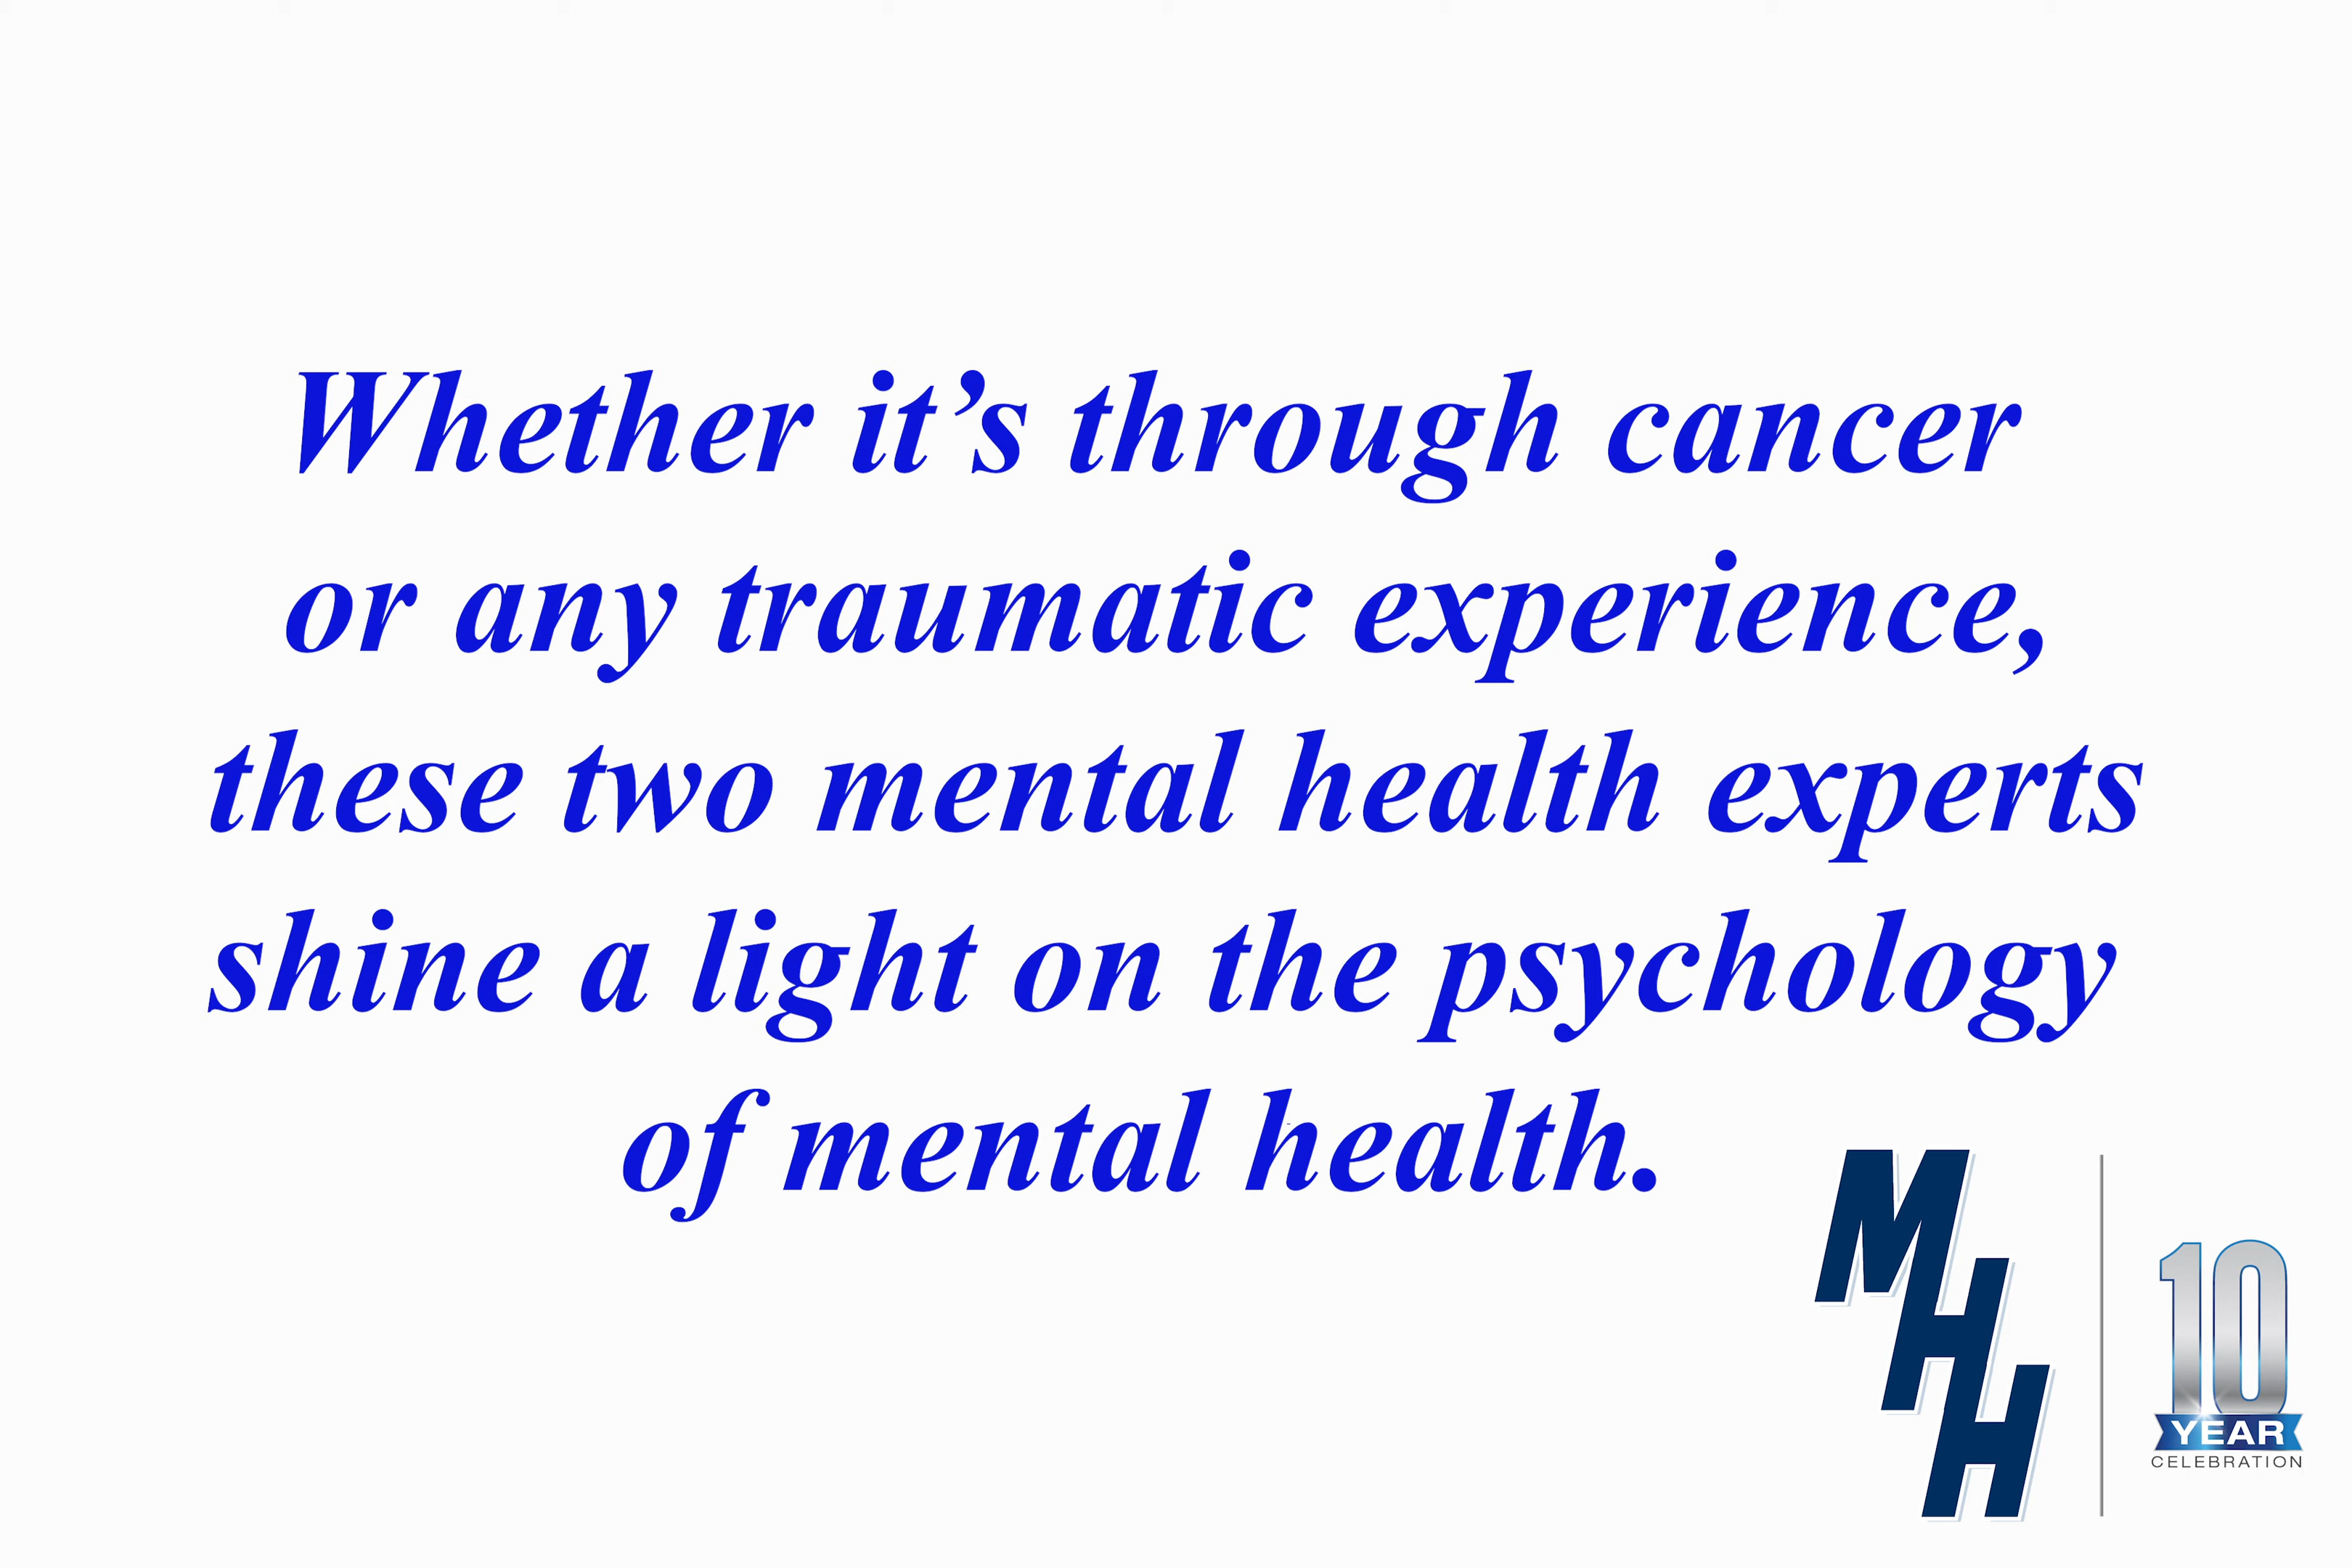 Whether it’s through cancer
or any traumatic experience,
these two mental health experts
shine a light on the psychology
of mental health.
MHH
10
YEAR
CELEBRATION